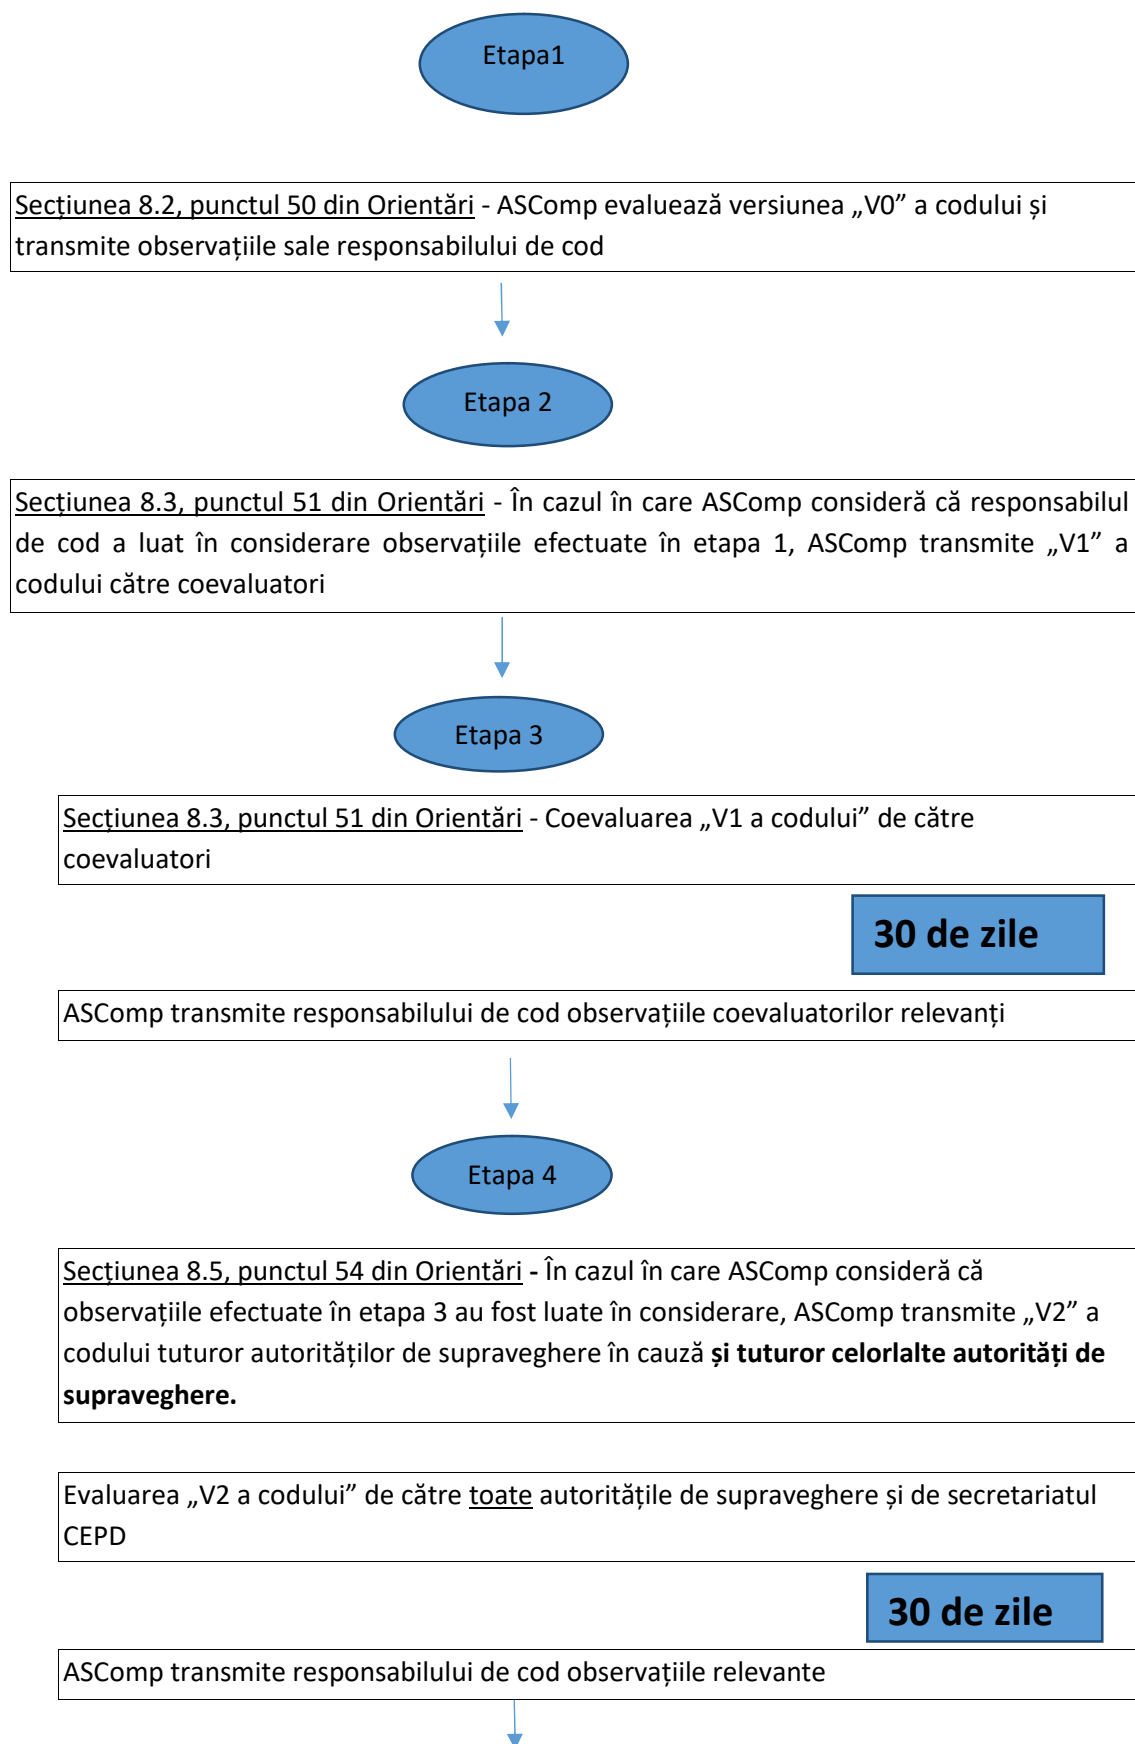 Etapa1
Secțiunea 8.2, punctul 50 din Orientări - ASComp evaluează versiunea „V0” a codului și
transmite observațiile sale responsabilului de cod
Etapa 2
Secțiunea 8.3, punctul 51 din Orientări - În cazul în care ASComp consideră că responsabilul
de cod a luat în considerare observațiile efectuate în etapa 1, ASComp transmite „V1” a
codului către coevaluatori
Etapa 3
Secțiunea 8.3, punctul 51 din Orientări - Coevaluarea „V1 a codului” de către
coevaluatori
30 de zile
ASComp transmite responsabilului de cod observațiile coevaluatorilor relevanți
Etapa 4
Secțiunea 8.5, punctul 54 din Orientări - În cazul în care ASComp consideră că
observațiile efectuate în etapa 3 au fost luate în considerare, ASComp transmite „V2” a
codului tuturor autorităților de supraveghere în cauză și tuturor celorlalte autorități de
supraveghere.
Evaluarea „V2 a codului” de către toate autoritățile de supraveghere și de secretariatul
CEPD
30 de zile
ASComp transmite responsabilului de cod observațiile relevante